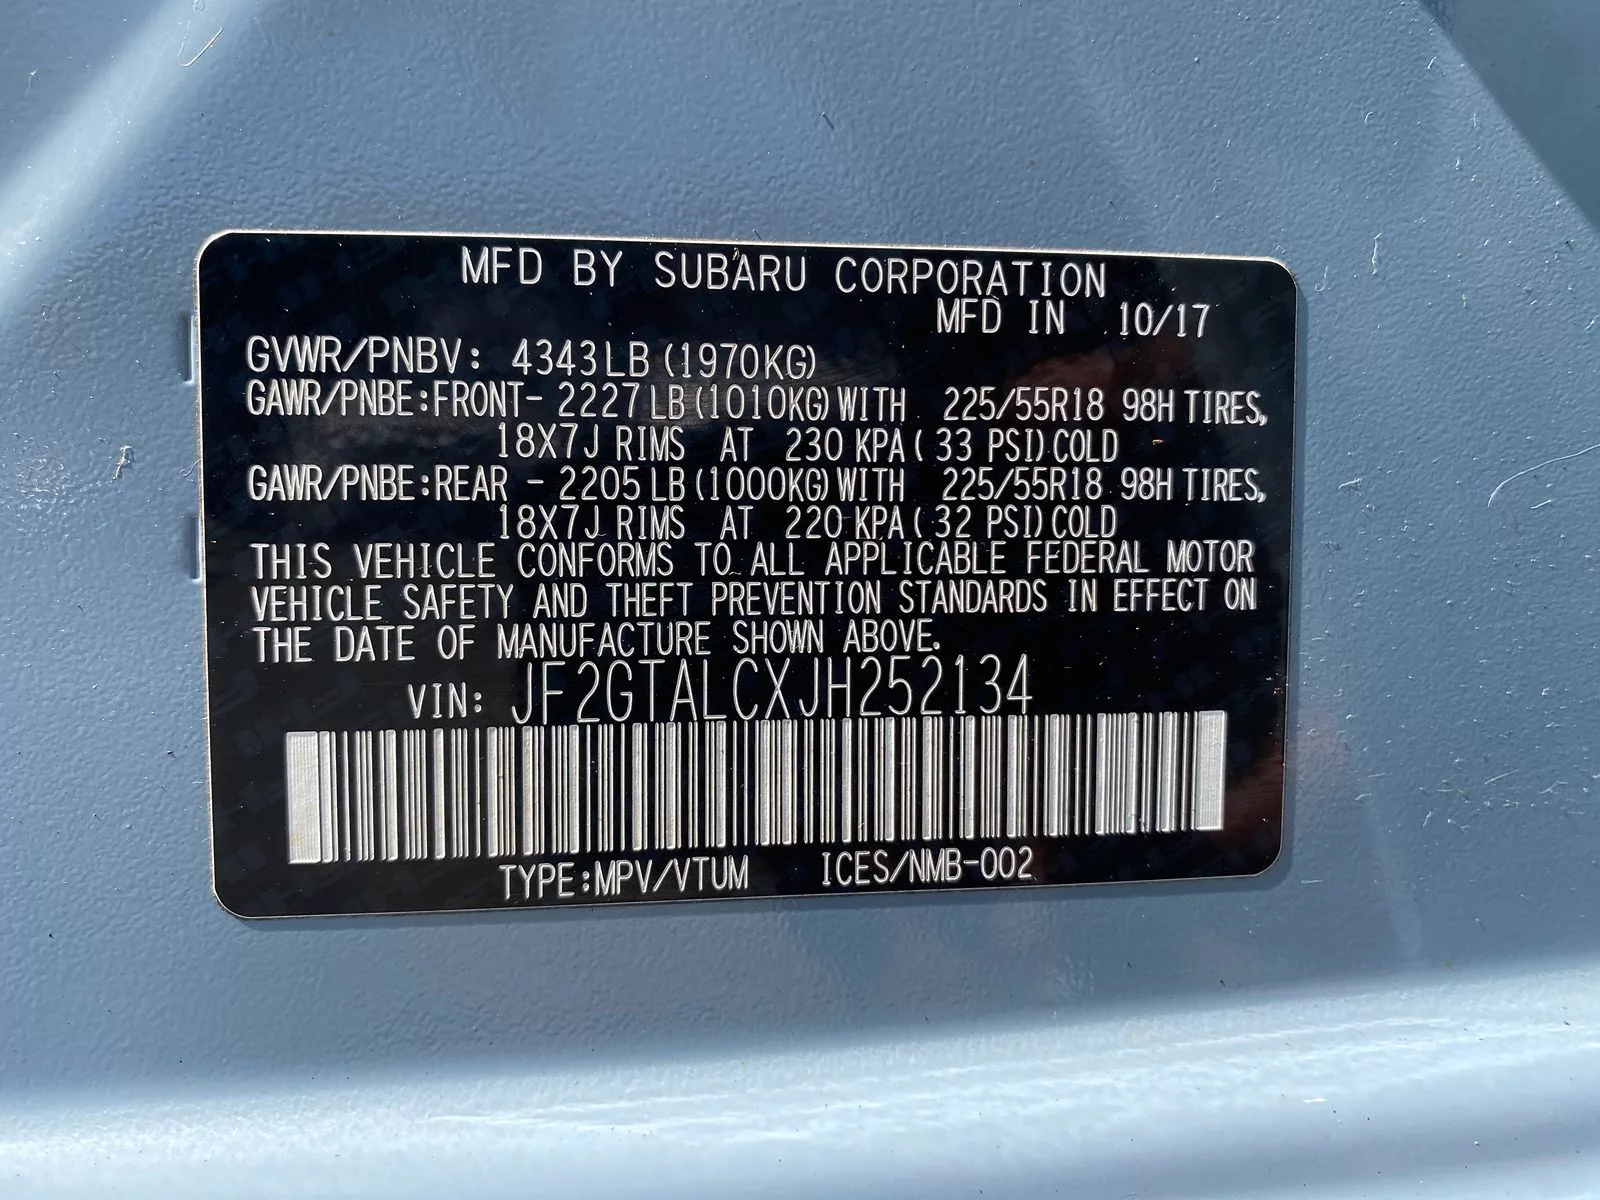 MFD BY SUBARU CORPORATION
MFD IN 10/17
GVWR/PNBV: 4343LB (1970KG)
GAWR/PNBE:FRONT- 2227LB(1010KG)WITH 225/55R18 98H TIRES,
18X7J RIMS AT 230 KPA( 33 PSI)COLD
GAWR/PNBE:REAR - 2205LB(1000KG)WITH 225/55R18 98H TIRES,
18X7J RIMS AT 220 KPA( 32 PSI)COLD
THIS VEHICLE CONFORMS TO ALL APPLICABLE FEDERAL MOTOR
VEHICLE SAFETY AND THEFT PREVENTION STANDARDS IN EFFECT ON
THE DATE OF MANUFACTURE SHOWN ABOVE.
VIN: JF2GTALCXJH252134
TYPE:MPV/VTUM ICES/NMB-002